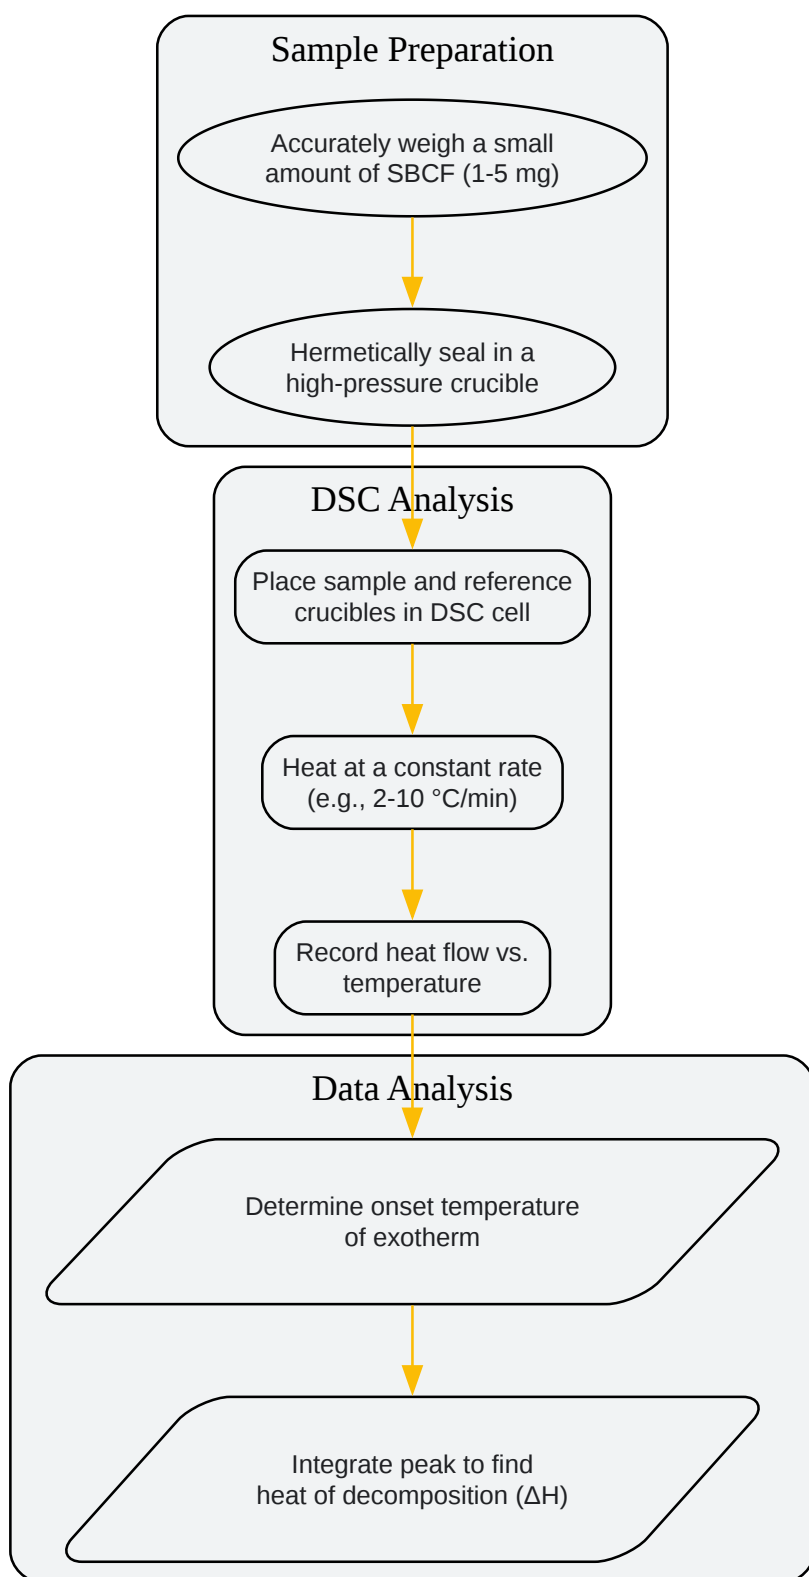 Sample Preparation
Accurately weigh a small
amount of SBCF (1-5 mg)
Hermetically seal in a
high-pressure crucible
DSC Analysis
Place sample and reference
crucibles in DSC cell
Heat at a constant rate
(e.g., 2-10 °C/min)
Record heat flow vs.
temperature
Data Analysis
Determine onset temperature
of exotherm
Integrate peak to find
heat of decomposition (ΔH)